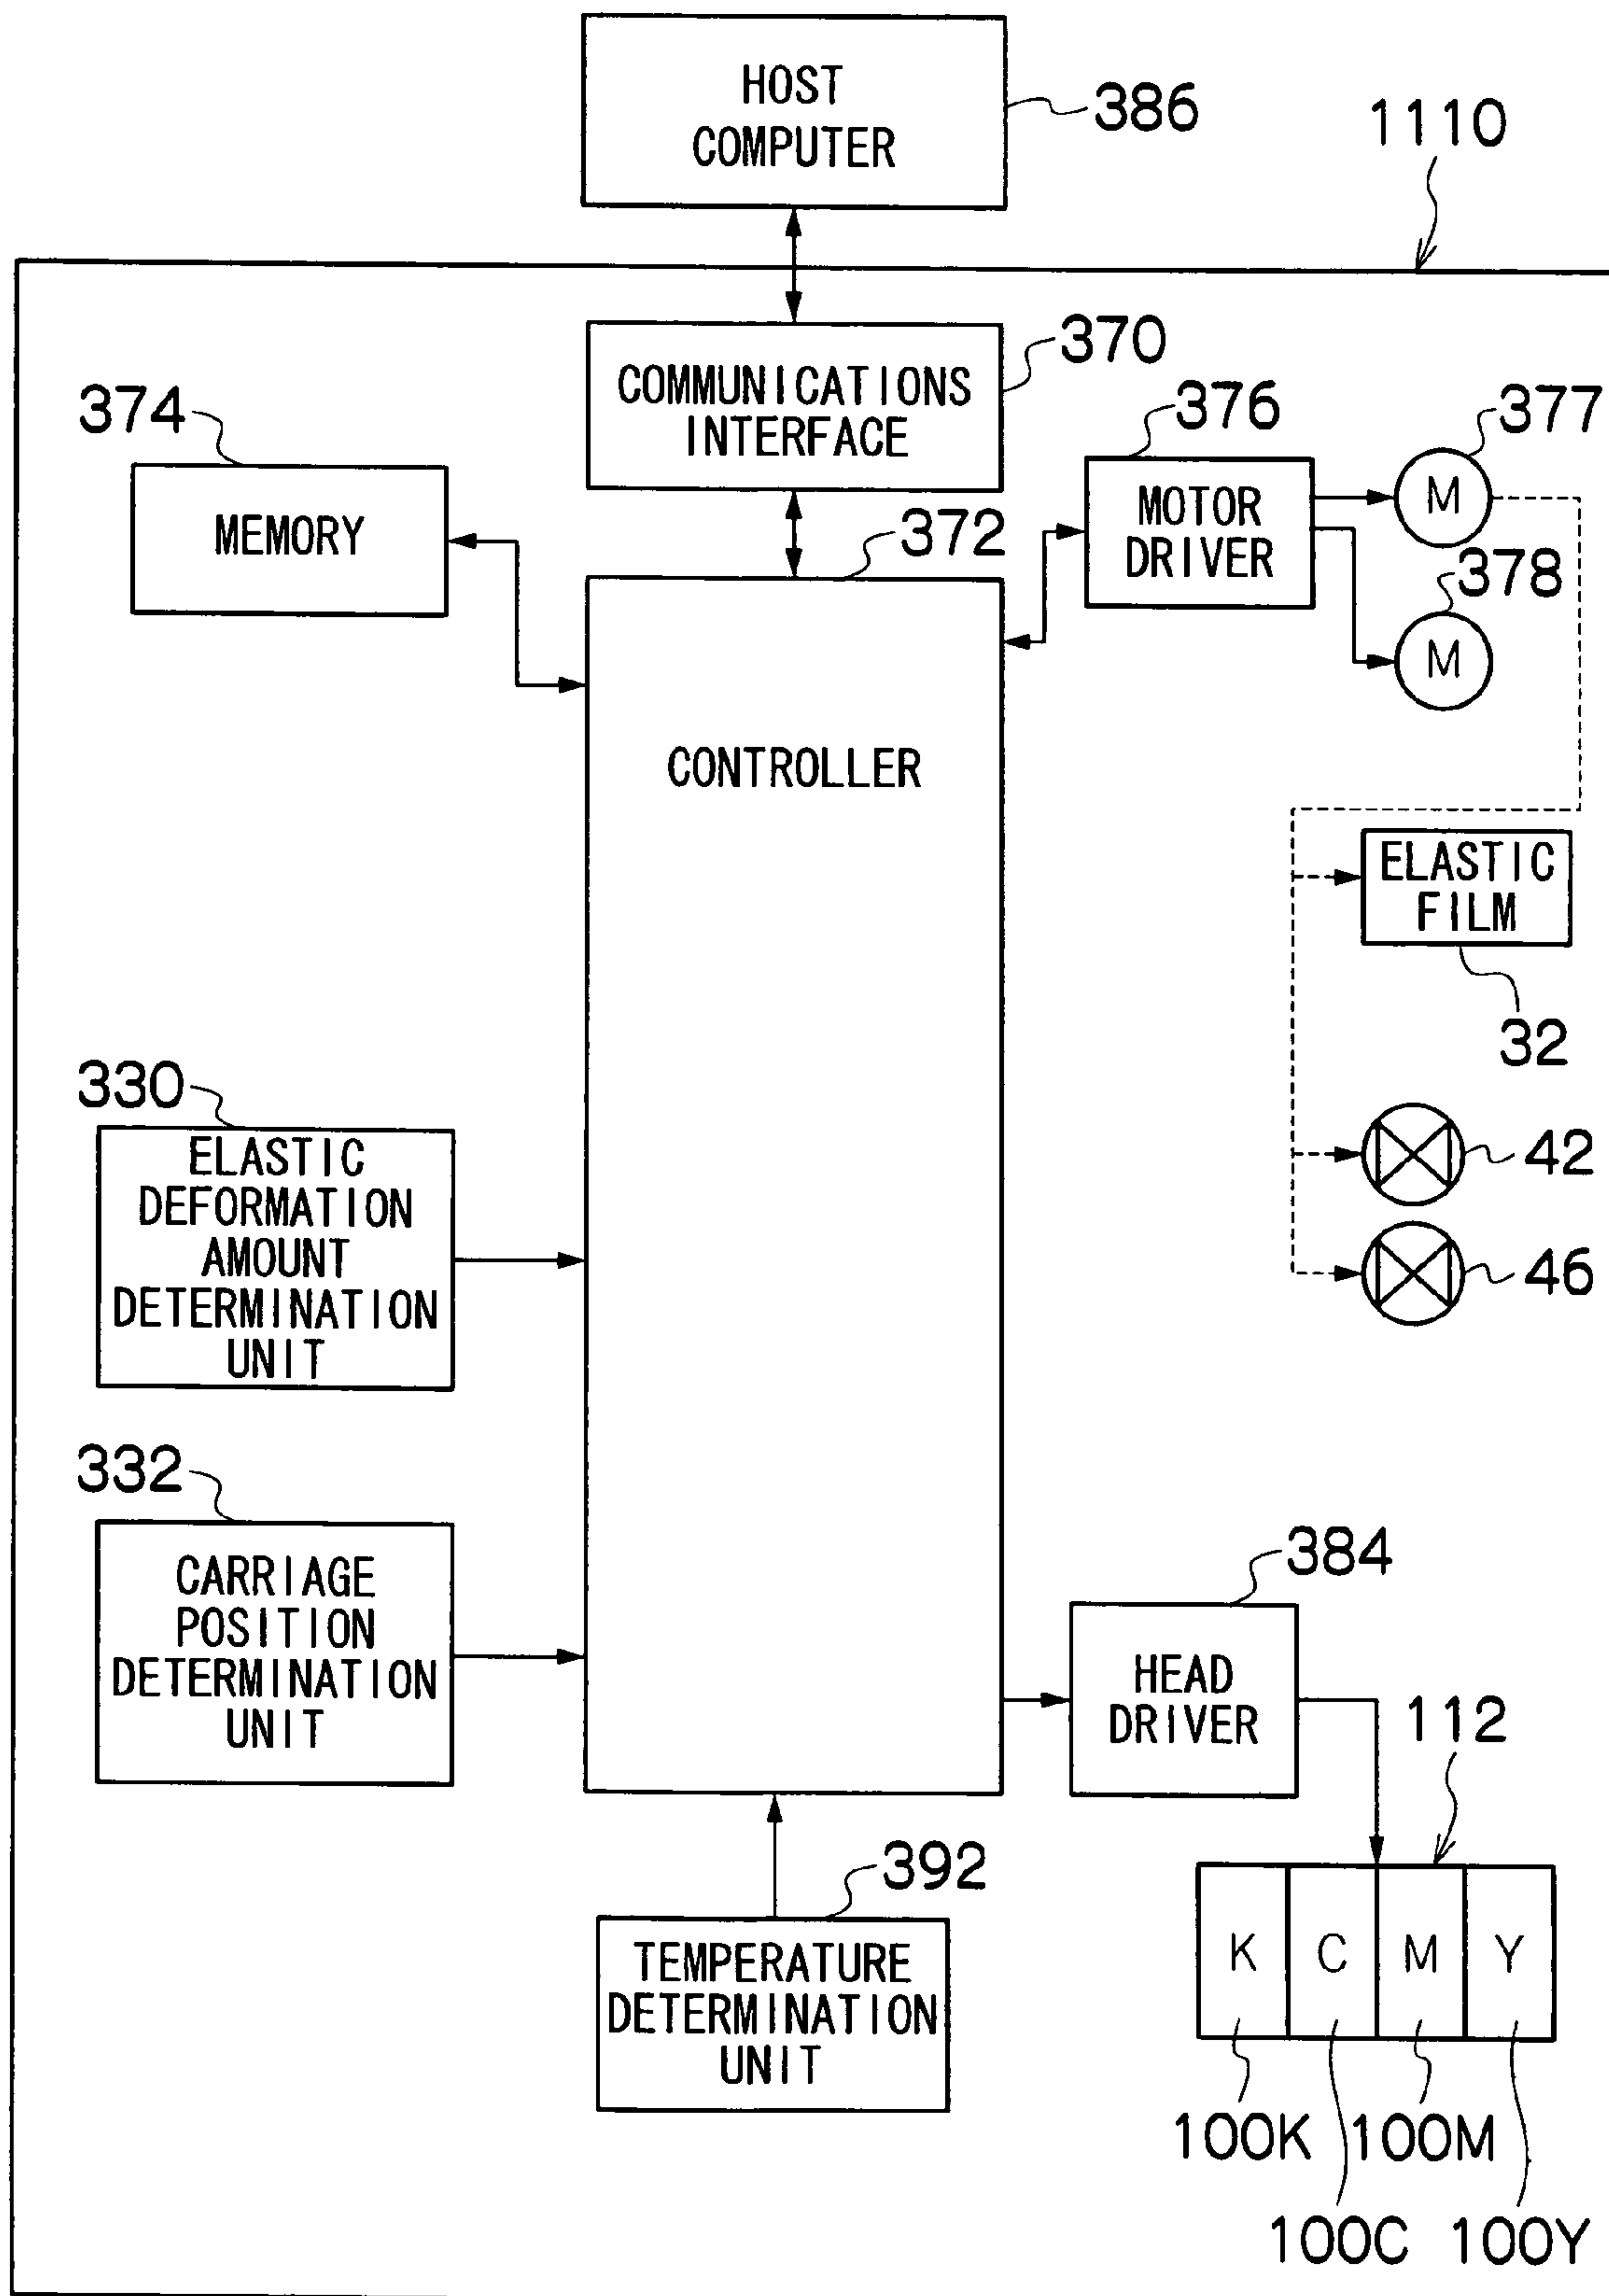 HOST
COMPUTER
386
1110
COMMUNICATIONS
INTERFACE
370
374
MEMORY
376
MOTOR
DRIVER
377
M
378
M
372
CONTROLLER
ELASTIC
FILM
32
330
ELASTIC
DEFORMATION
AMOUNT
DETERMINATION
UNIT
42
46
332
CARRIAGE
POSITION
DETERMINATION
UNIT
384
HEAD
DRIVER
112
392
TEMPERATURE
DETERMINATION
UNIT
K C M Y
100K 100M
100C 100Y